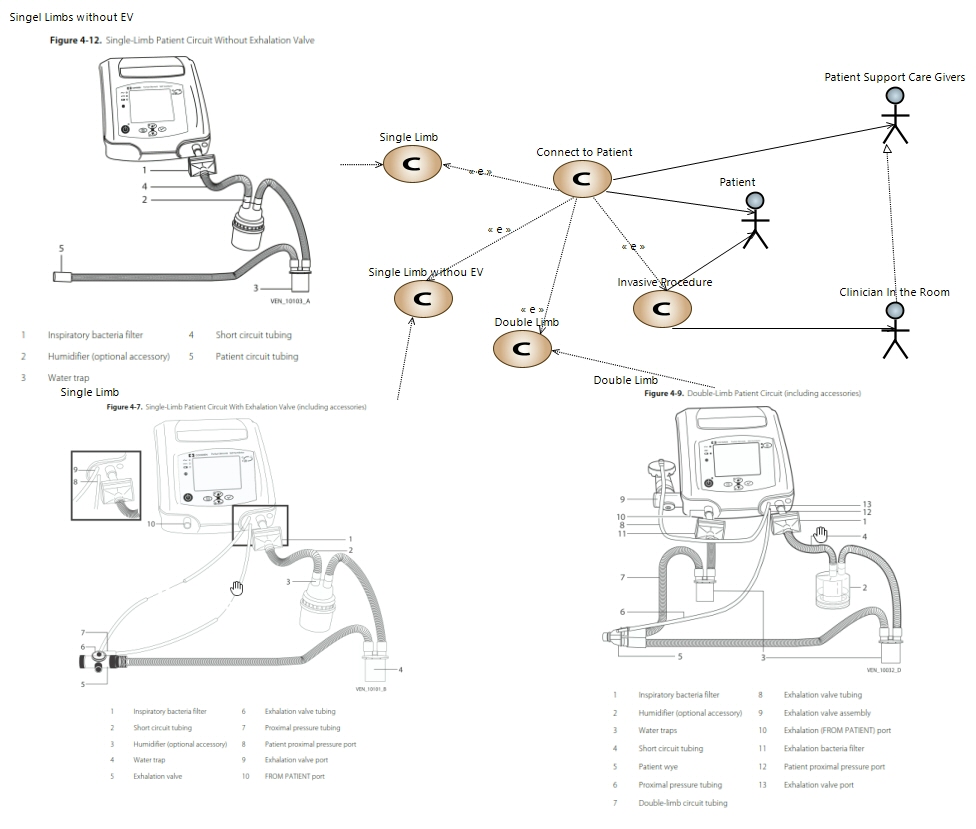 Singel Limbs without EV
Figure 4-12. Single-Limb Patient Circuit Without Exhalation Valve
1
4
2
5
3
VEN_10103_A
1 Inspiratory bacteria filter 4 Short circuit tubing
2 Humidifier (optional accessory) 5 Patient circuit tubing
3 Water trap
Patient Support Care Givers
Single Limb
C
Connect to Patient
C
« e »
Patient
« e »
« e »
Single Limb withou EV
C
Invasive Procedure
C
Clinician In the Room
« e »
Double Limb
C
Single Limb
Figure 4-7. Single-Limb Patient Circuit With Exhalation Valve (including accessories)
9
8
10
1
2
3
7
6
5
4
VEN_10101_B
1 Inspiratory bacteria filter 6 Exhalation valve tubing
2 Short circuit tubing 7 Proximal pressure tubing
3 Humidifier (optional accessory) 8 Patient proximal pressure port
4 Water trap 9 Exhalation valve port
5 Exhalation valve 10 FROM PATIENT port
Double Limb
Figure 4-9. Double-Limb Patient Circuit (including accessories)
9
10
8
11
13
12
1
4
7
2
6
5
3
VEN_10032_D
1 Inspiratory bacteria filter 8 Exhalation valve tubing
2 Humidifier (optional accessory) 9 Exhalation valve assembly
3 Water traps 10 Exhalation (FROM PATIENT) port
4 Short circuit tubing 11 Exhalation bacteria filter
5 Patient wye 12 Patient proximal pressure port
6 Proximal pressure tubing 13 Exhalation valve port
7 Double-limb circuit tubing